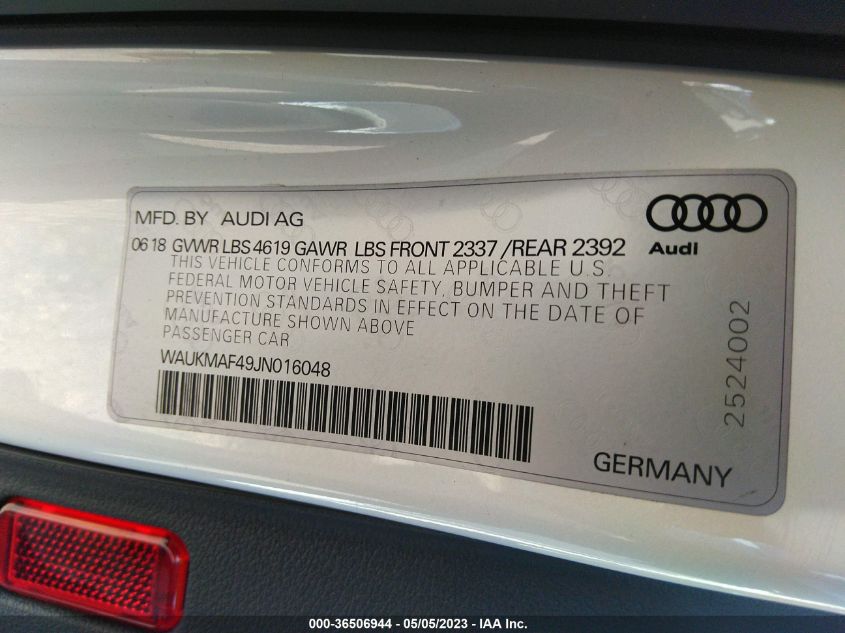 MFD. BY AUDI AG
Audi
06 18 GVWR LBS 4619 GAWR LBS FRONT 2337 / REAR 2392
THIS VEHICLE CONFORMS TO ALL APPLICABLE U.S.
FEDERAL MOTOR VEHICLE SAFETY, BUMPER AND THEFT
PREVENTION STANDARDS IN EFFECT ON THE DATE OF
MANUFACTURE SHOWN ABOVE
PASSENGER CAR
WAUKMAF49JN016048
2524002
GERMANY
000-36506944 - 05/05/2023 - IAA Inc.